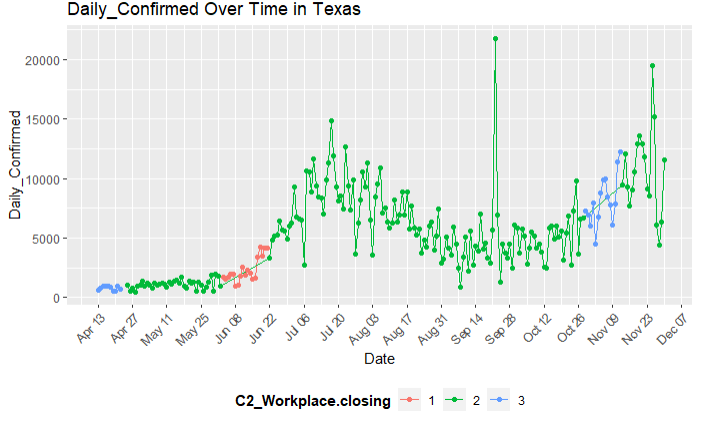 Daily_Confirmed Over Time in Texas
20000
15000
10000
5000
0
Daily_Confirmed
Apr 13
Apr 27
May 11
May 25
Jun 08
Jun 22
Jul 06
Jul 20
Aug 03
Aug 17
Aug 31
Sep 14
Sep 28
Oct 12
Oct 26
Nov 09
Nov 23
Dec 07
Date
C2_Workplace.closing 1 2 3